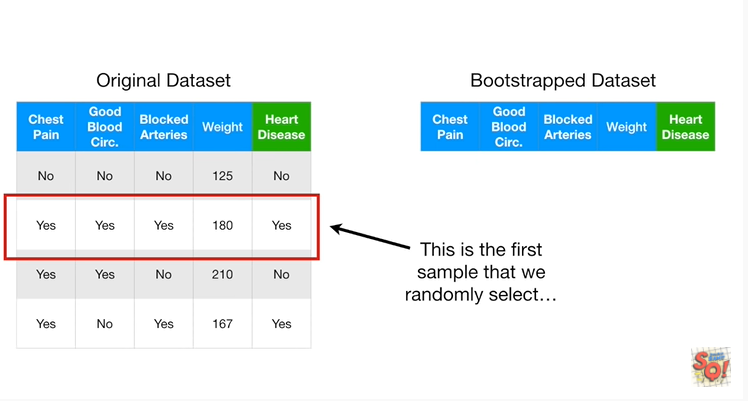 Original Dataset
Bootstrapped Dataset
Chest Pain Good Blood Circ. Blocked Arteries Weight Heart Disease
No No No 125 No
Yes Yes Yes 180 Yes
Yes Yes No 210 No
Yes No Yes 167 Yes
Chest Pain Good Blood Circ. Blocked Arteries Weight Heart Disease
This is the first
sample that we
randomly select…
SQ!